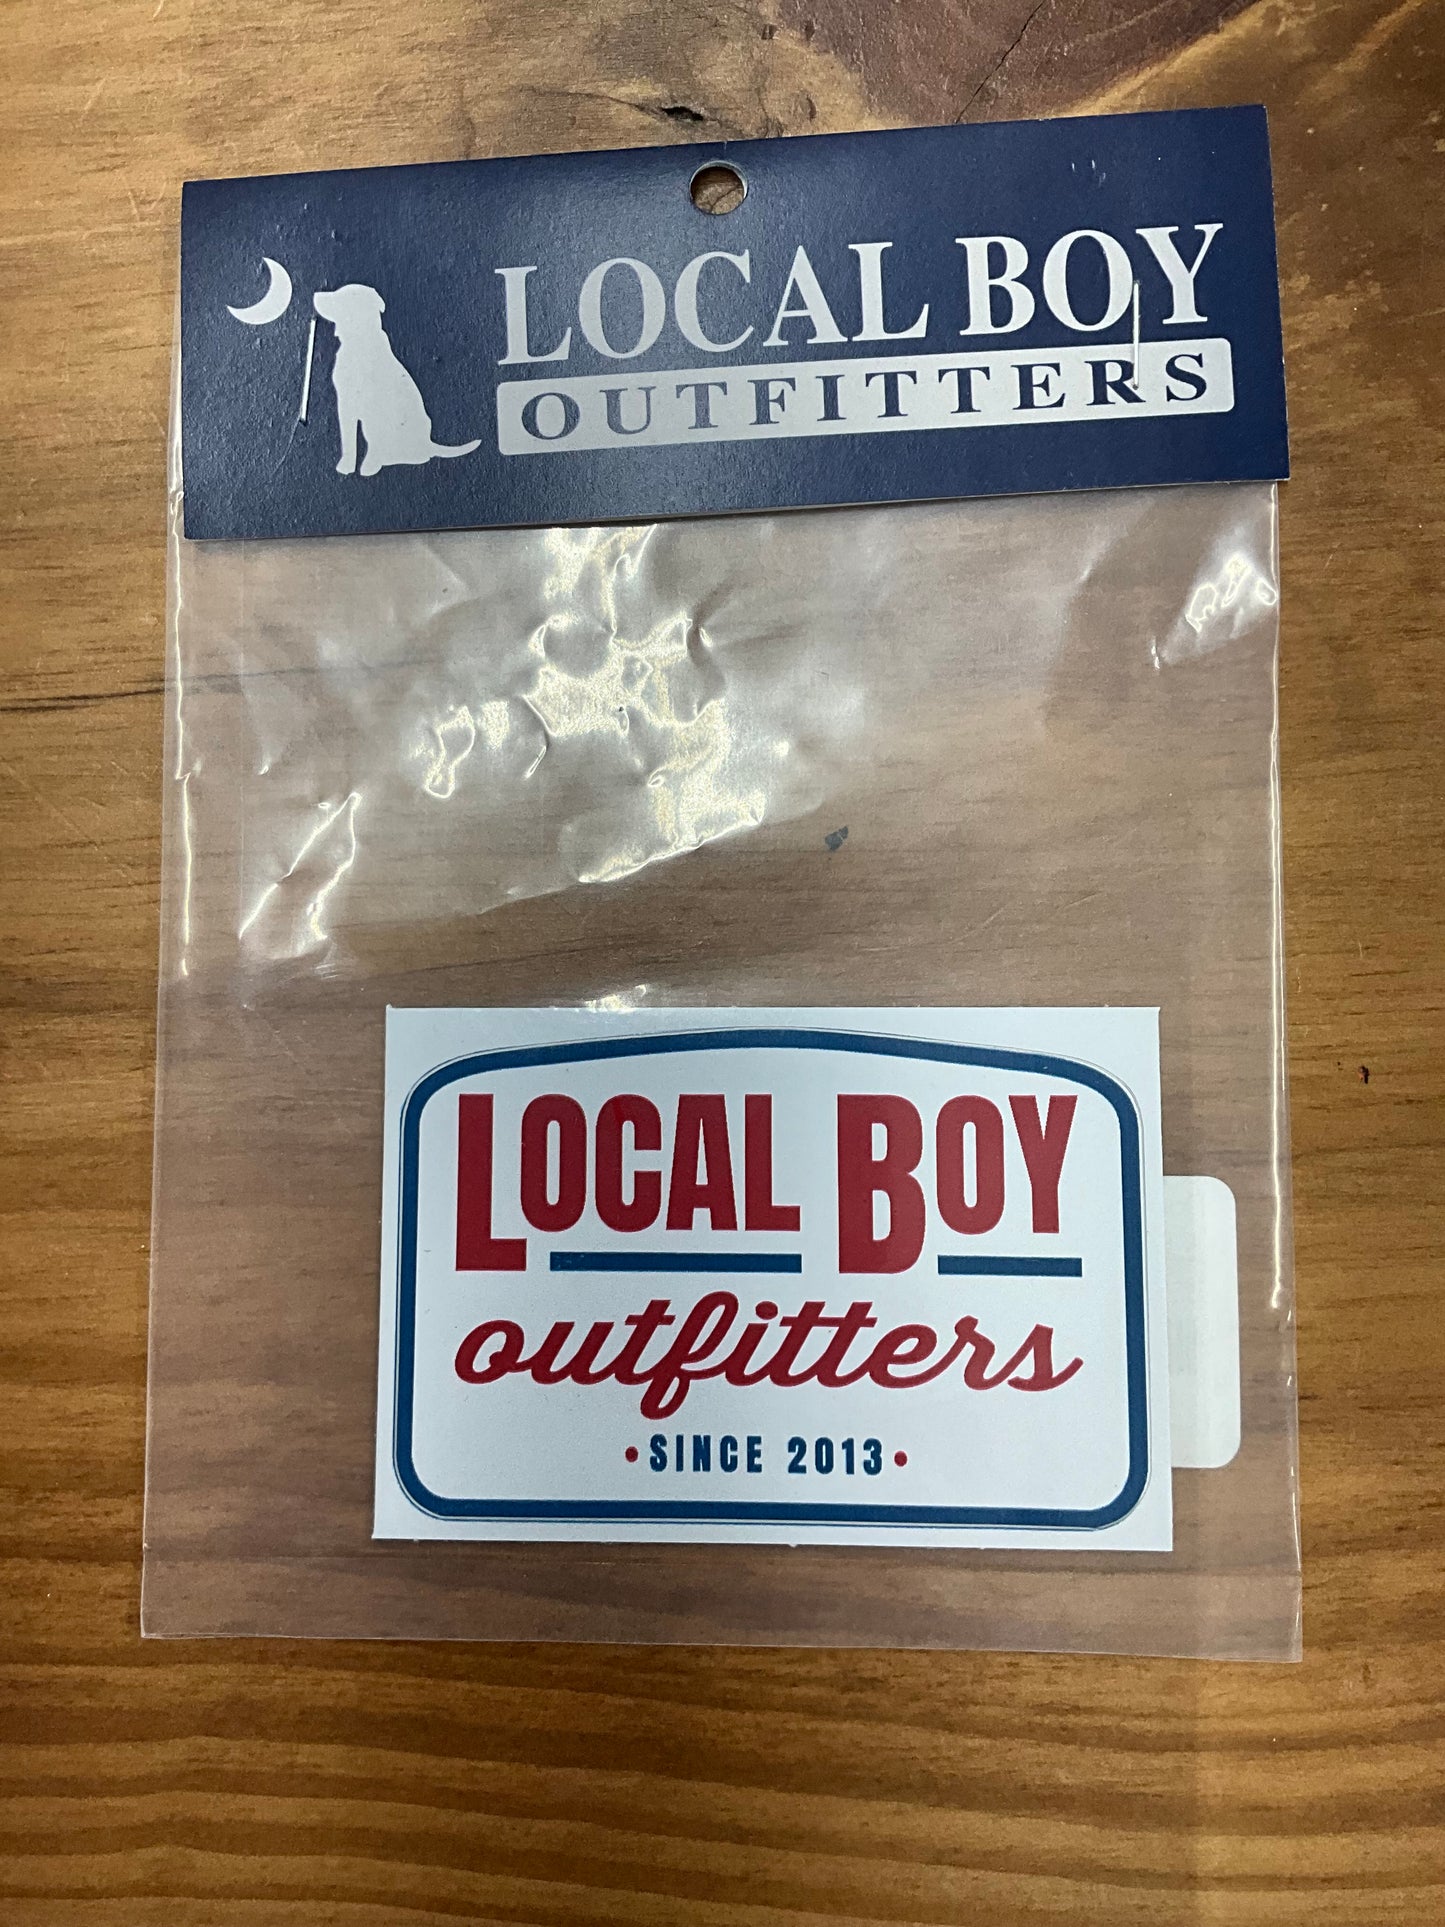 LOCAL BOY
OUTFITTERS
LOCAL BOY
outfitters
•SINCE 2013•